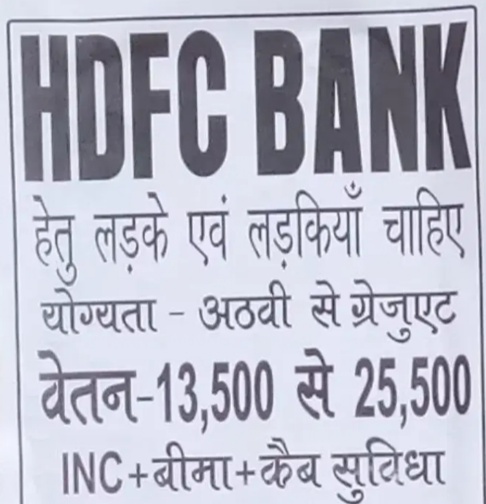 HDFC BANK
हेतु लड़के एवं लड़कियाँ चाहिए
योग्यता - अठवी से ग्रेजुएट
वेतन-13,500 से 25,500
INC+बीमा+कैब सुविधा